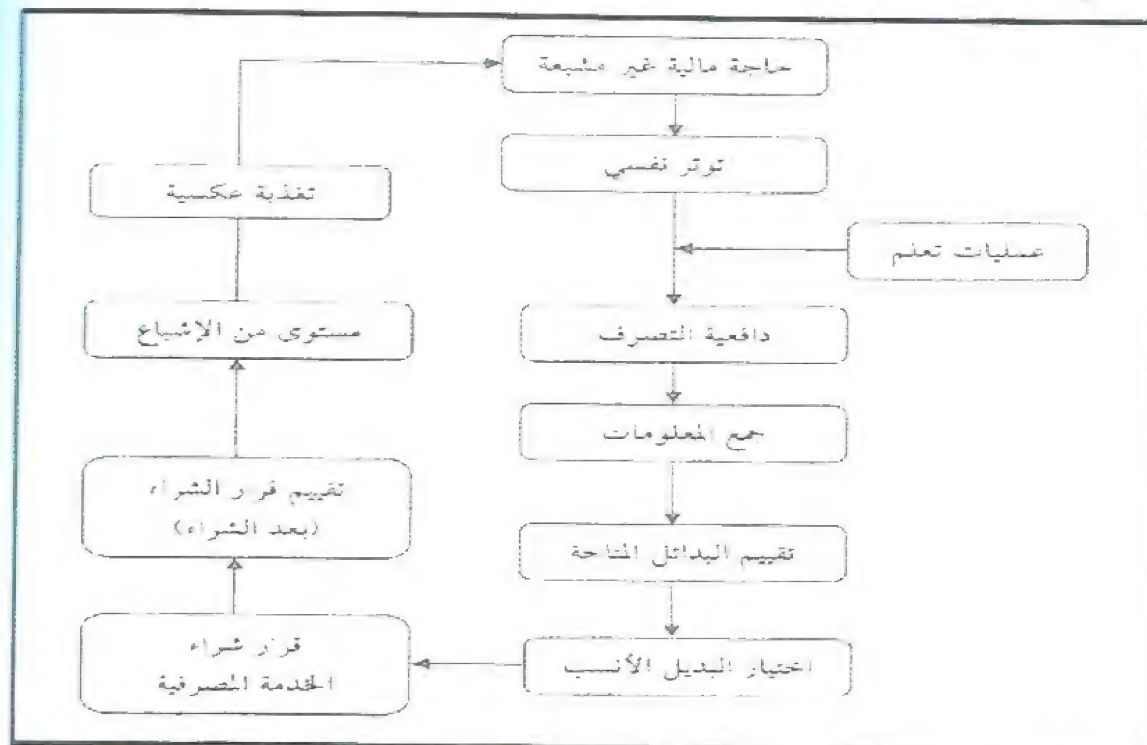 حاجة مالية غير مشبعة
توتر نفسي
عمليات تعلم
دافعية التصرف
جمع المعلومات
تقييم البدائل المتاحة
اختيار البديل الأنسب
قرار شراء
الخدمة المصرفية
تقييم قرار الشراء
(بعد الشراء)
مستوى من الإشباع
تغذية عكسية